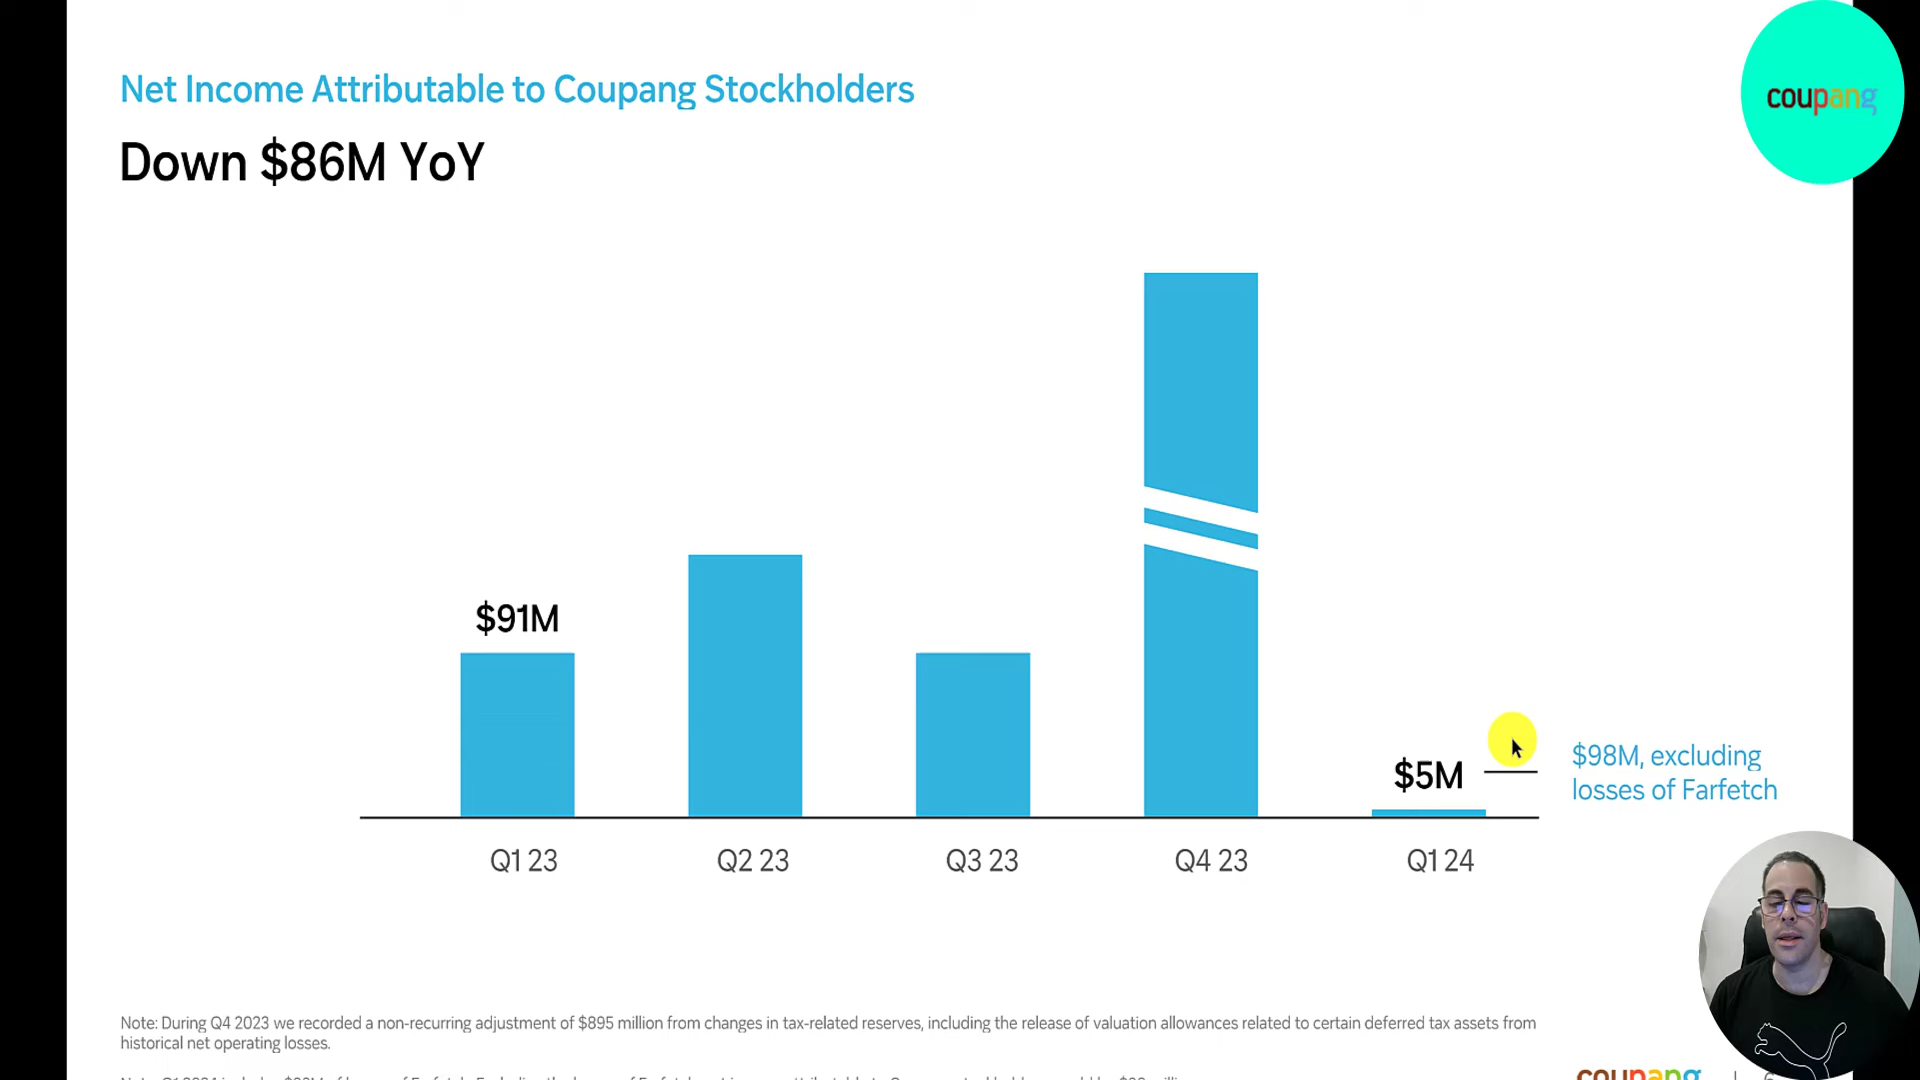 Net Income Attributable to Coupang Stockholders
coupang
Down $86M YoY
$91M
$5M
$98M, excluding
losses of Farfetch
Q1 23
Q2 23
Q3 23
Q4 23
Q1 24
Note: During Q4 2023 we recorded a non-recurring adjustment of $895 million from changes in tax-related reserves, including the release of valuation allowances related to certain deferred tax assets from
historical net operating losses.
coupang